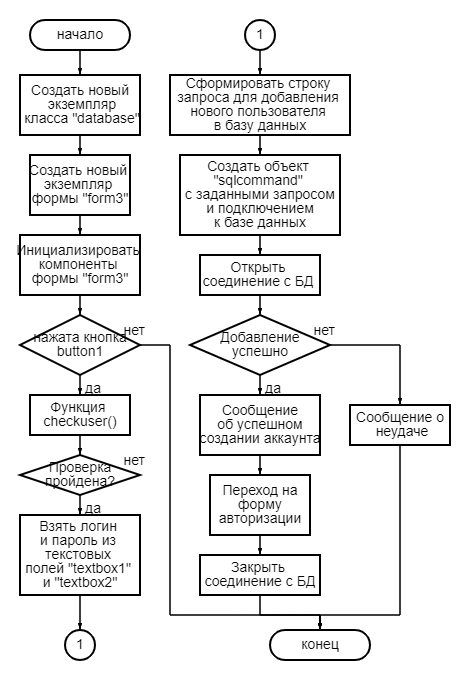 начало
Создать новый
экземпляр
класса "database"
Создать новый
экземпляр
формы "form3"
Инициализировать
компоненты
формы "form3"
нажата кнопка
button1
нет
да
Функция
checkuser()
Проверка
пройдена?
нет
да
Взять логин
и пароль из
текстовых
полей "textbox1"
и "textbox2"
1
1
Сформировать строку
запроса для добавления
нового пользователя
в базу данных
Создать объект
"sqlcommand"
с заданными запросом
и подключением
к базе данных
Открыть
соединение с БД
Добавление
успешно
нет
да
Сообщение
об успешном
создании аккаунта
Сообщение о
неудаче
Переход на
форму
авторизации
Закрыть
соединение с БД
конец